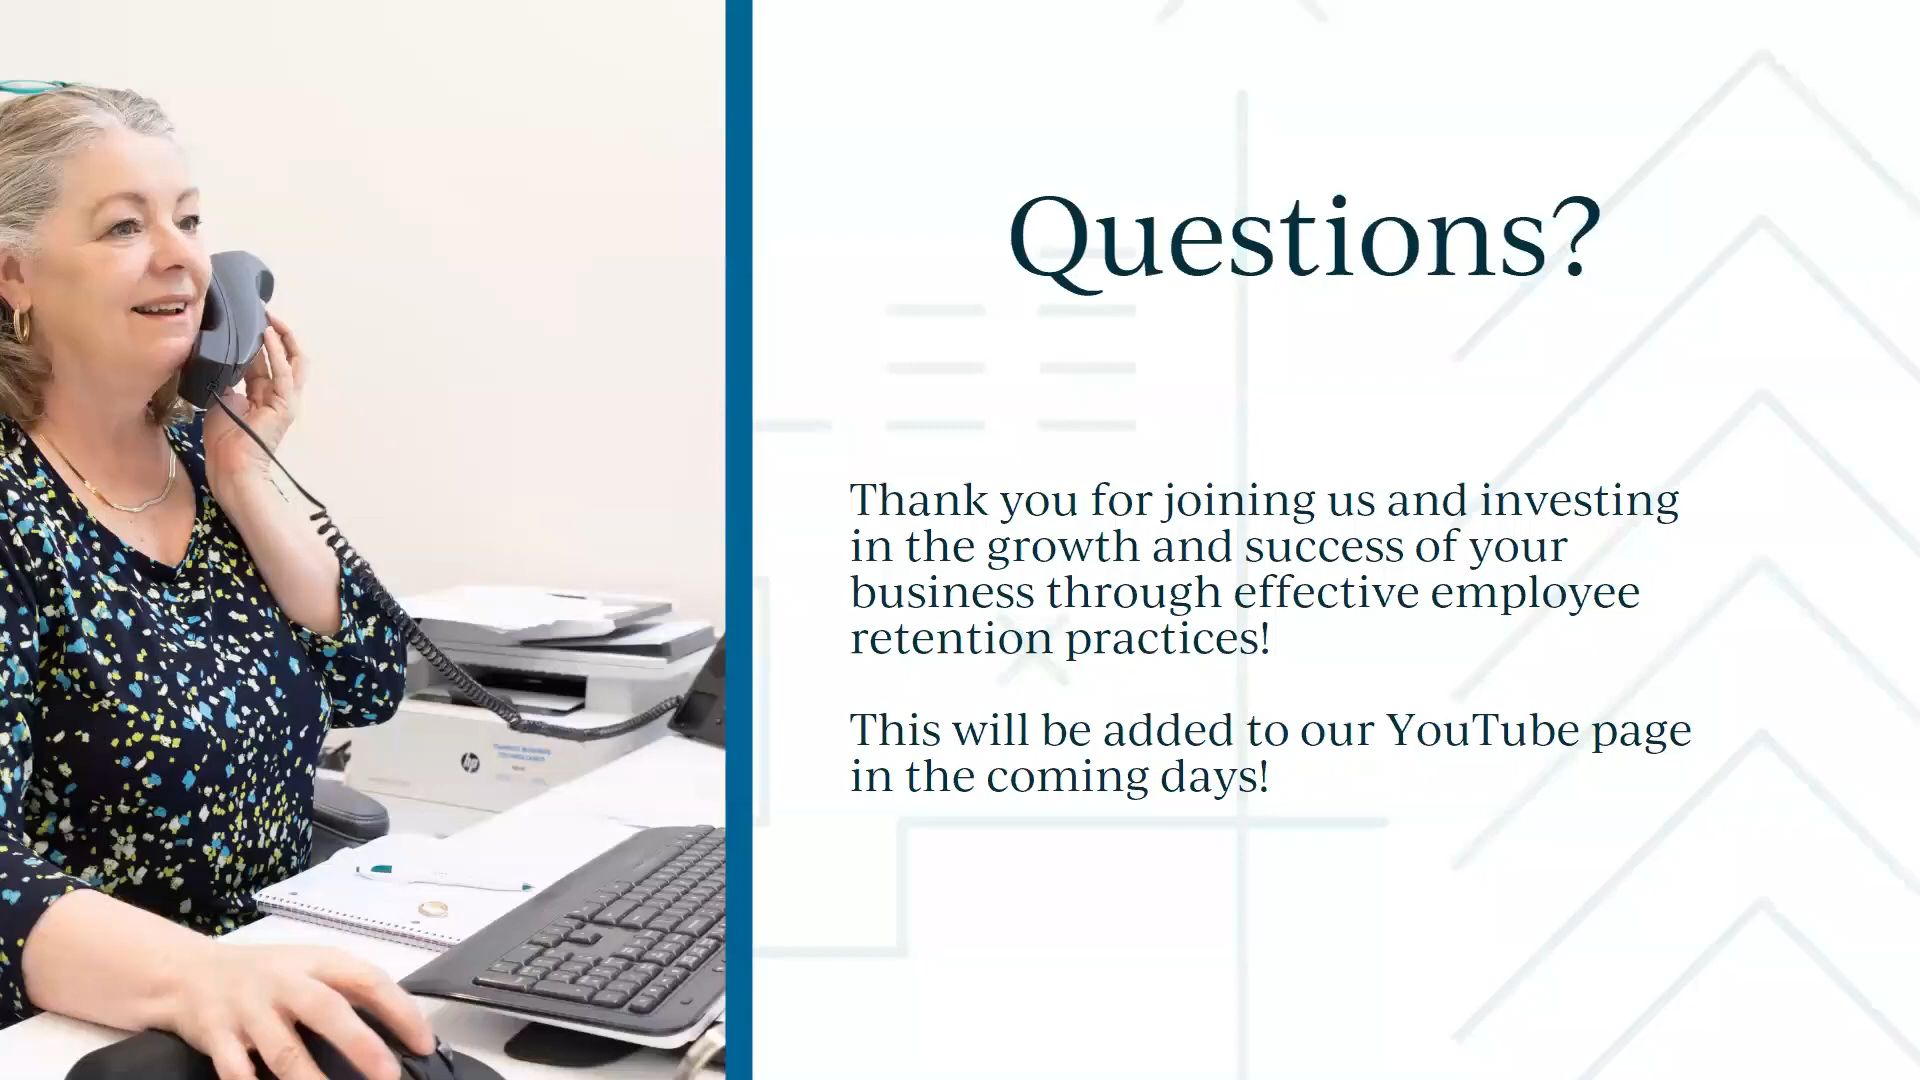 Questions?
Thank you for joining us and investing
in the growth and success of your
business through effective employee
retention practices!
This will be added to our YouTube page
in the coming days!
hp